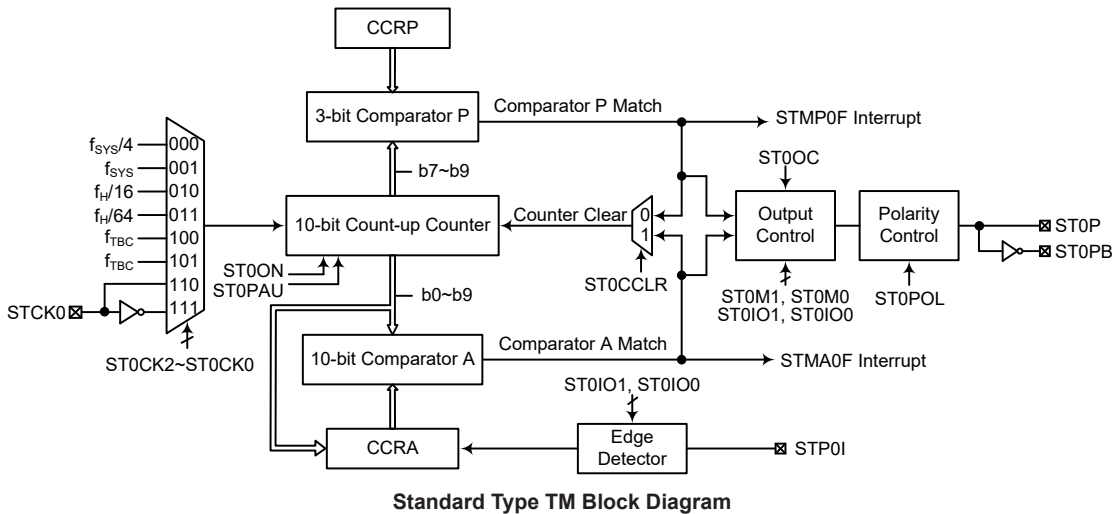 CCRP
3-bit Comparator P
Comparator P Match
STMP0F Interrupt
fSYS/4
000
fSYS
001
fH/16
010
fH/64
011
fTBC
100
fTBC
101
110
111
STCK0
ST0CK2~ST0CK0
b7~b9
10-bit Count-up Counter
ST0ON
ST0PAU
Counter Clear
0
1
ST0CCLR
ST0OC
Output
Control
ST0M1, ST0M0
ST0IO1, ST0IO0
Polarity
Control
ST0POL
ST0P
ST0PB
b0~b9
10-bit Comparator A
Comparator A Match
STMA0F Interrupt
ST0IO1, ST0IO0
CCRA
Edge
Detector
STP0I
Standard Type TM Block Diagram